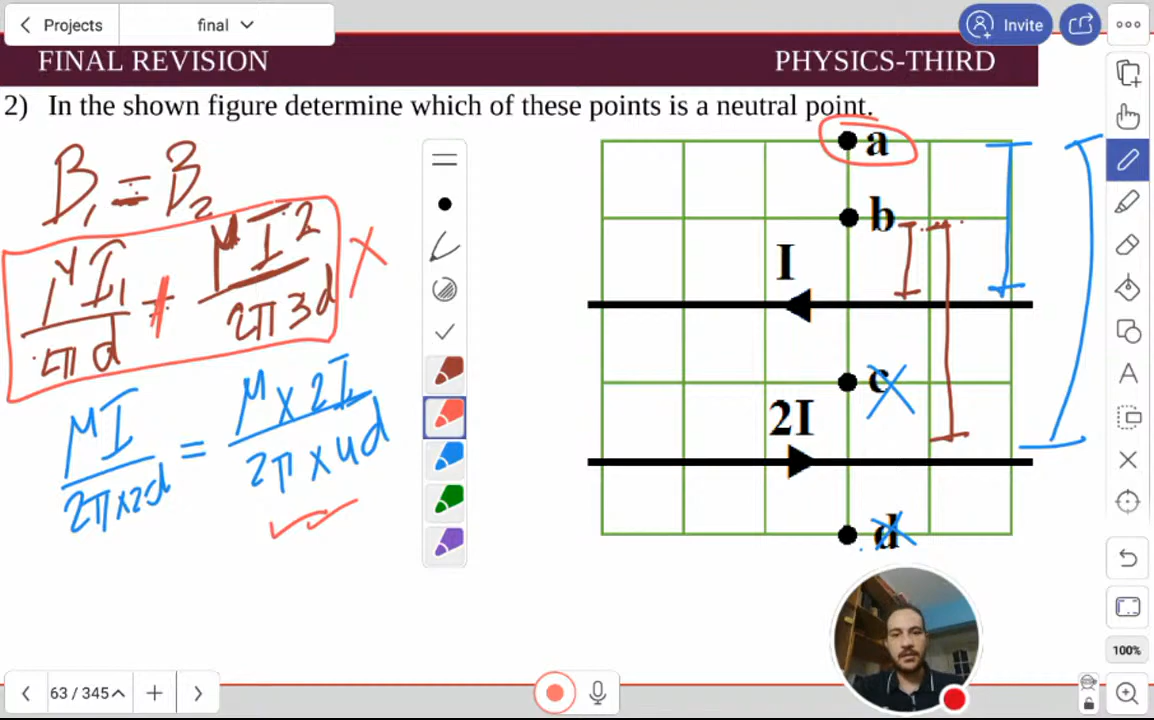 Projects
final
Invite
FINAL REVISION
PHYSICS-THIRD
2) In the shown figure determine which of these points is a neutral point.
a
b
I
c
2I
d
B₁ = B₂
μI₁/2πd ≠ μI2/2π3d
μI/2π×2d = μ×2I/2π×4d
A
100%
63 / 345